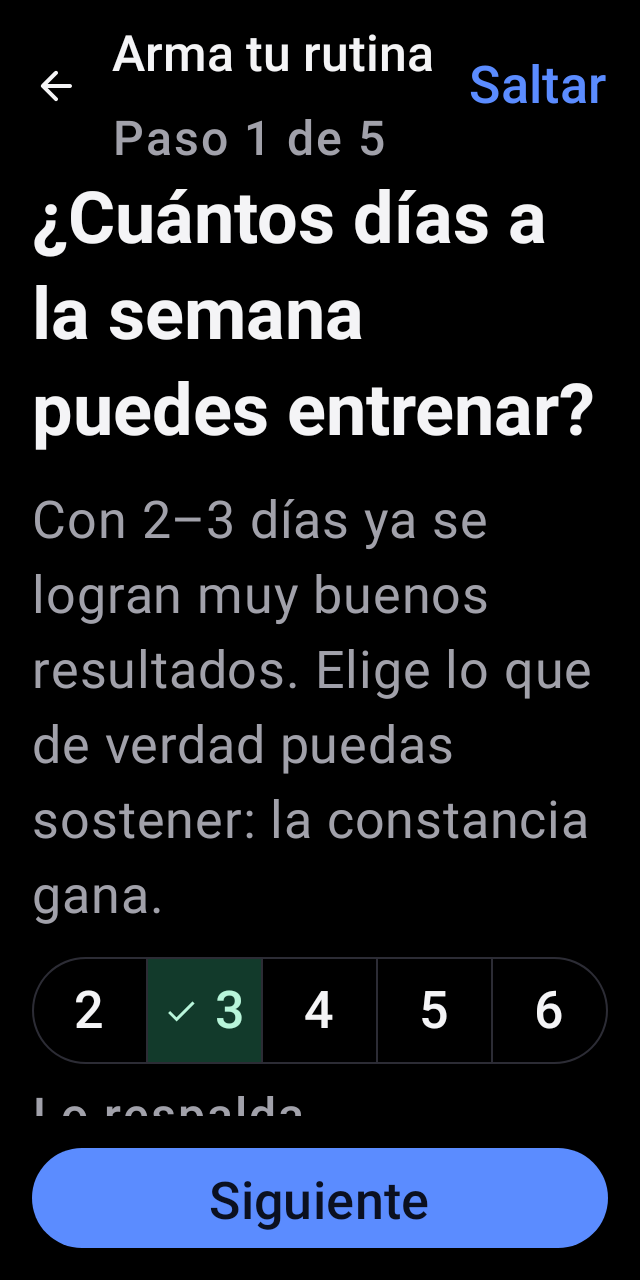 Arma tu rutina
Saltar
Paso 1 de 5
¿Cuántos días a
la semana
puedes entrenar?
Con 2–3 días ya se
logran muy buenos
resultados. Elige lo que
de verdad puedas
sostener: la constancia
gana.
2
3
4
5
6
Lo respalda
Siguiente